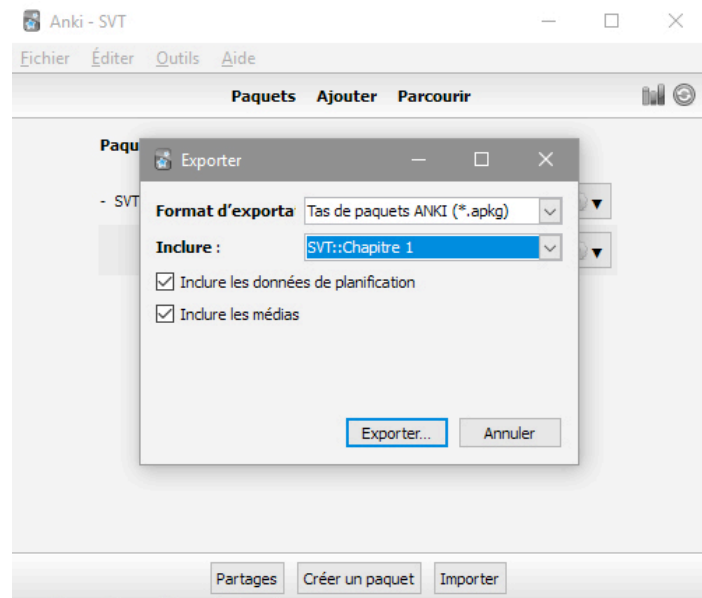 Anki - SVT
Fichier Éditer Outils Aide
Paquets Ajouter Parcourir
Paqu
Exporter
- SVT
Format d'exporta
Tas de paquets ANKI (*.apkg)
Inclure :
SVT::Chapitre 1
Inclure les données de planification
Inclure les médias
Exporter... Annuler
Partages Créer un paquet Importer